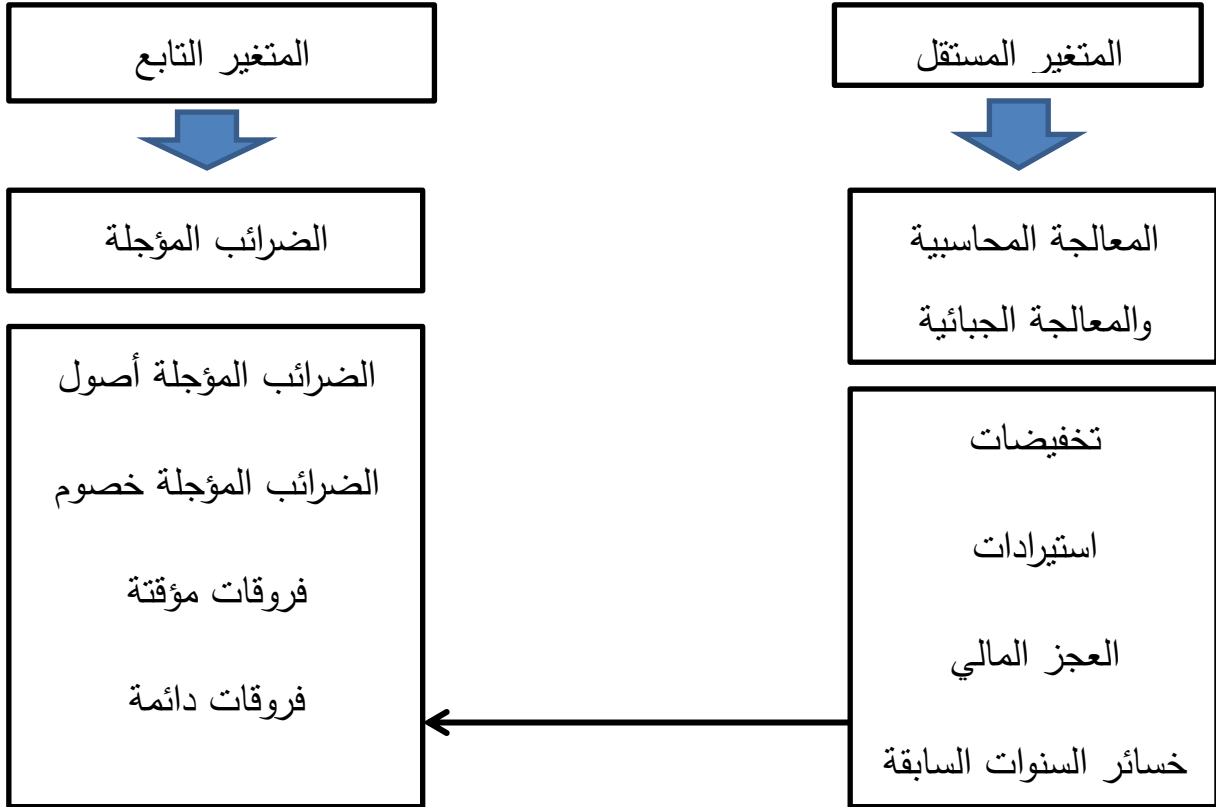 المتغير المستقل
المتغير التابع
المعالجة المحاسبية
والمعالجة الجبائية
الضرائب المؤجلة
تخفيضات
استيرادات
العجز المالي
خسائر السنوات السابقة
الضرائب المؤجلة أصول
الضرائب المؤجلة خصوم
فروقات مؤقتة
فروقات دائمة